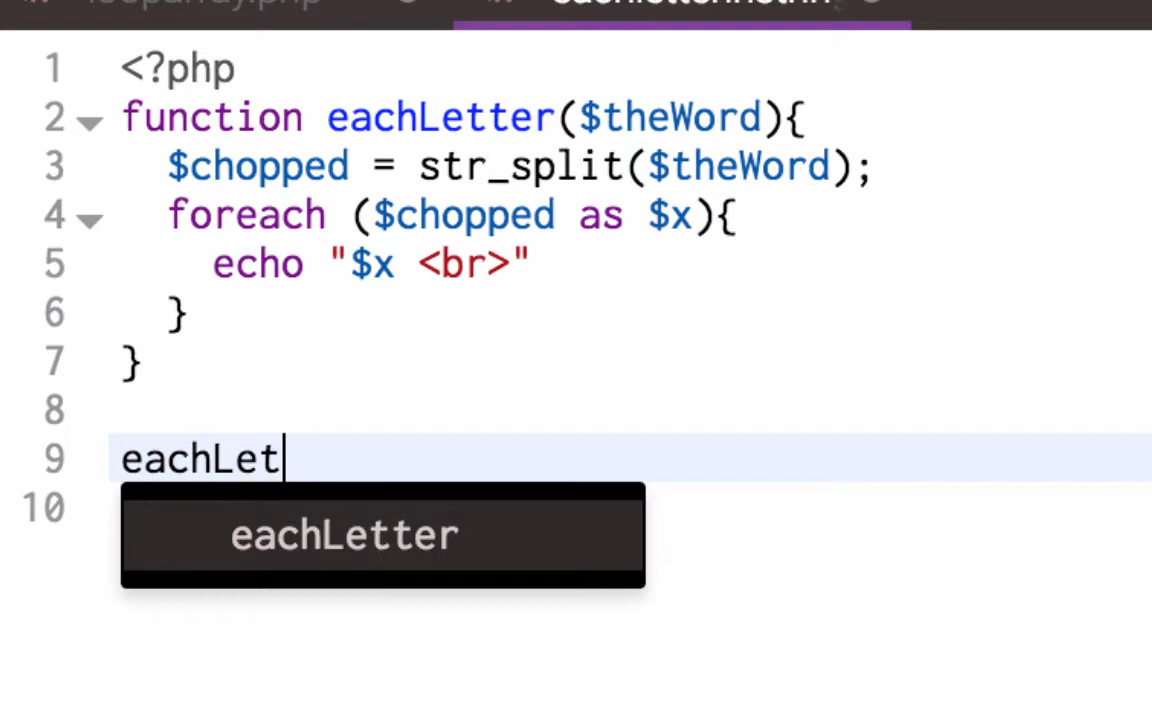 1 <?php
2 function eachLetter($theWord){
3 $chopped = str_split($theWord);
4 foreach ($chopped as $x){
5 echo "$x <br>"
6 }
7 }
8
9 eachLet
10
eachLetter